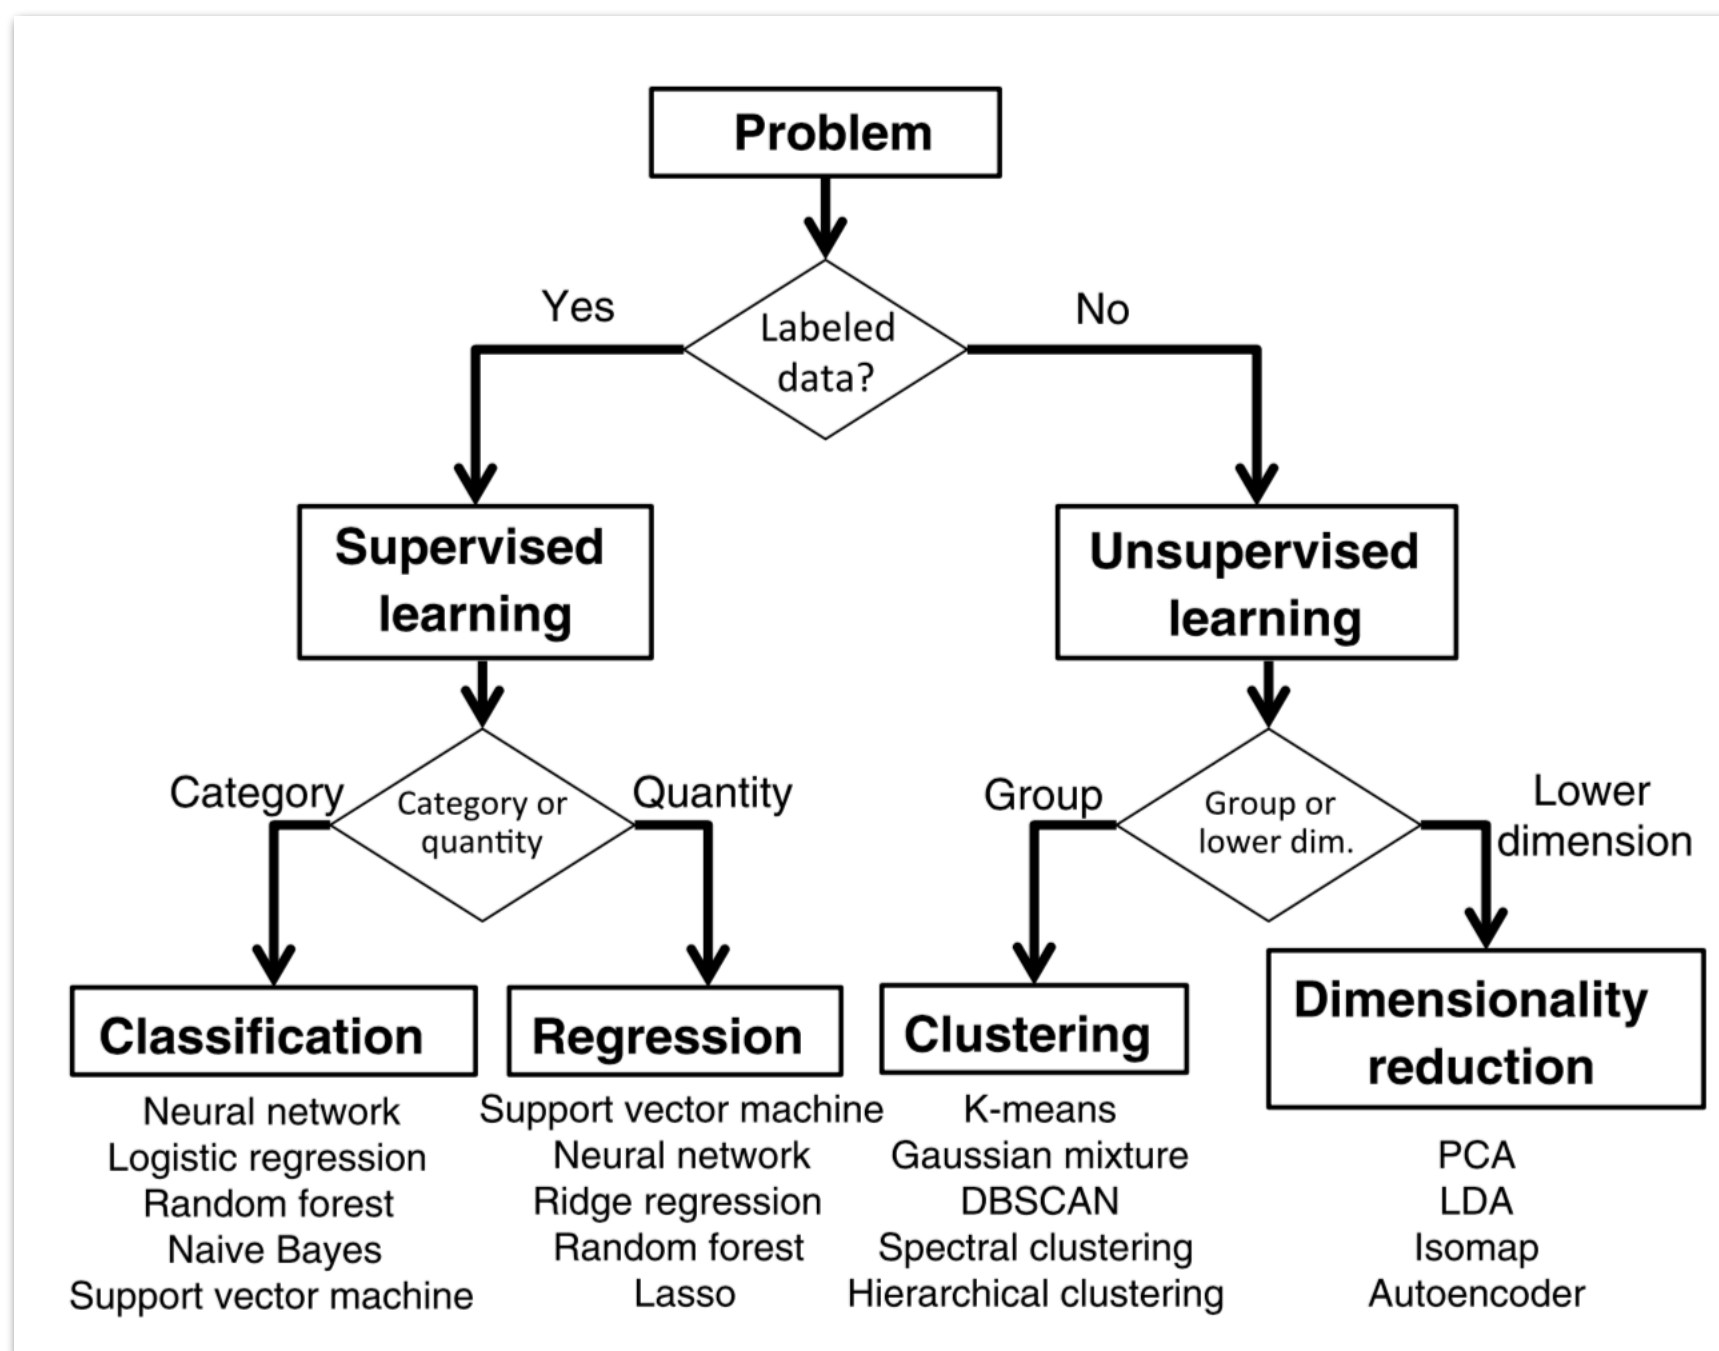 Problem
Yes
No
Labeled
data?
Supervised
learning
Unsupervised
learning
Category
Category or
quantity
Quantity
Group
Group or
lower dim.
Lower
dimension
Classification
Neural network
Logistic regression
Random forest
Naive Bayes
Support vector machine
Regression
Support vector machine
Neural network
Ridge regression
Random forest
Lasso
Clustering
K-means
Gaussian mixture
DBSCAN
Spectral clustering
Hierarchical clustering
Dimensionality
reduction
PCA
LDA
Isomap
Autoencoder